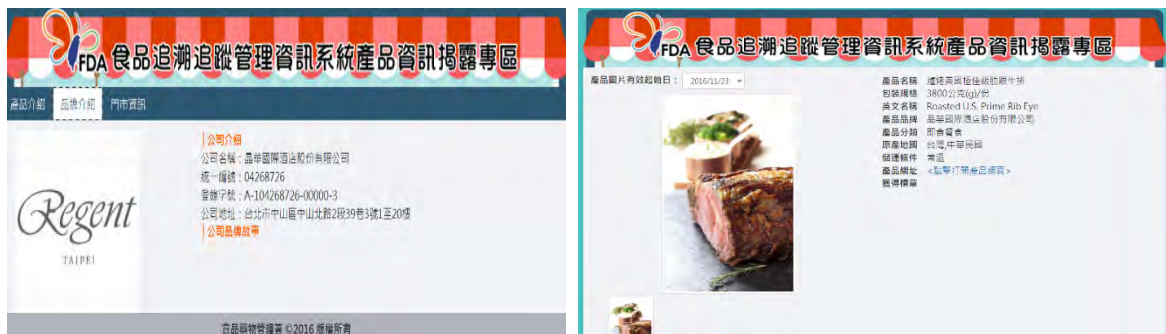 FDA 食品追溯追蹤管理資訊系統產品資訊揭露專區
產品介紹 品牌介紹 門市資訊
公司介紹
公司名稱：晶華國際酒店股份有限公司
統一編號：04268726
登錄字號：A-104268726-00000-3
公司地址：台北市中山區中山北路2段39巷3號1至20樓
公司品牌故事
Regent
TAIPEI
食品藥物管理署 ©2016 版權所有
FDA 食品追溯追蹤管理資訊系統產品資訊揭露專區
產品圖片有效起始日： 2016/11/23
產品名稱 爐烤美國極佳級肋眼牛排
包裝規格 3800公克(g)/份
英文名稱 Roasted U.S. Prime Rib Eye
產品品牌 晶華國際酒店股份有限公司
產品分類 即食餐食
原產地國 台灣,中華民國
儲運條件 常溫
產品網址 <點擊打開產品網頁>
獲得標章